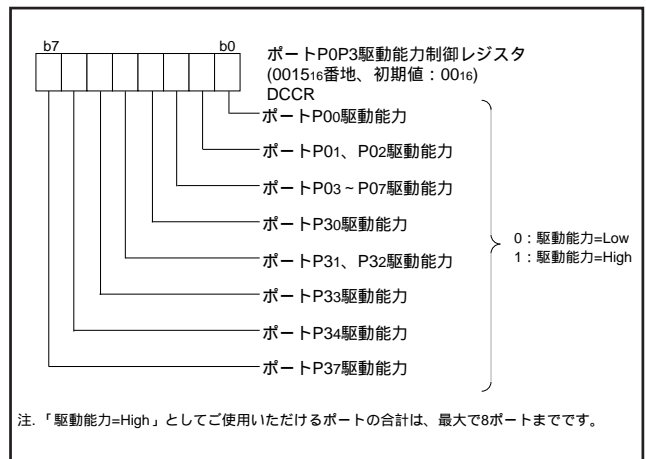 b7 b0
ポートP0P3駆動能力制御レジスタ
(001516番地、初期値：0016)
DCCR
ポートP00駆動能力
ポートP01、P02駆動能力
ポートP03～P07駆動能力
ポートP30駆動能力
ポートP31、P32駆動能力
ポートP33駆動能力
ポートP34駆動能力
ポートP37駆動能力
0：駆動能力=Low
1：駆動能力=High
注.「駆動能力=High」としてご使用いただけるポートの合計は、最大で8ポートまでです。